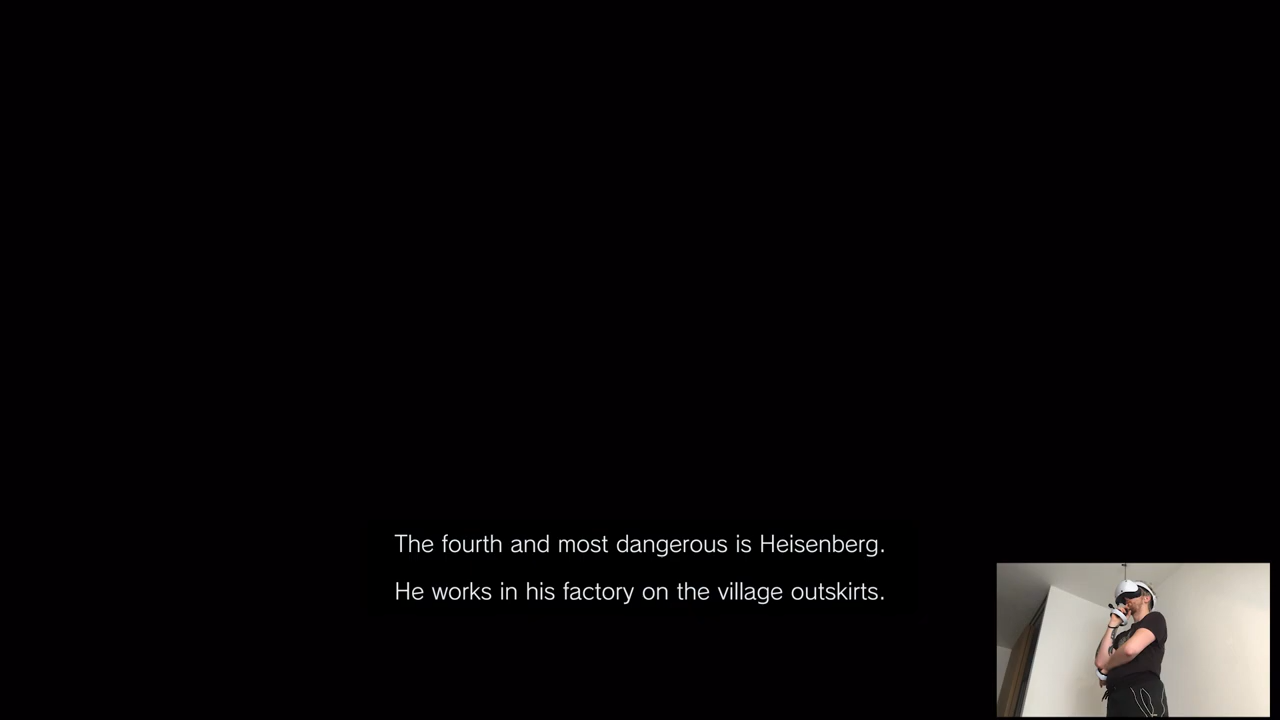 The fourth and most dangerous is Heisenberg.
He works in his factory on the village outskirts.